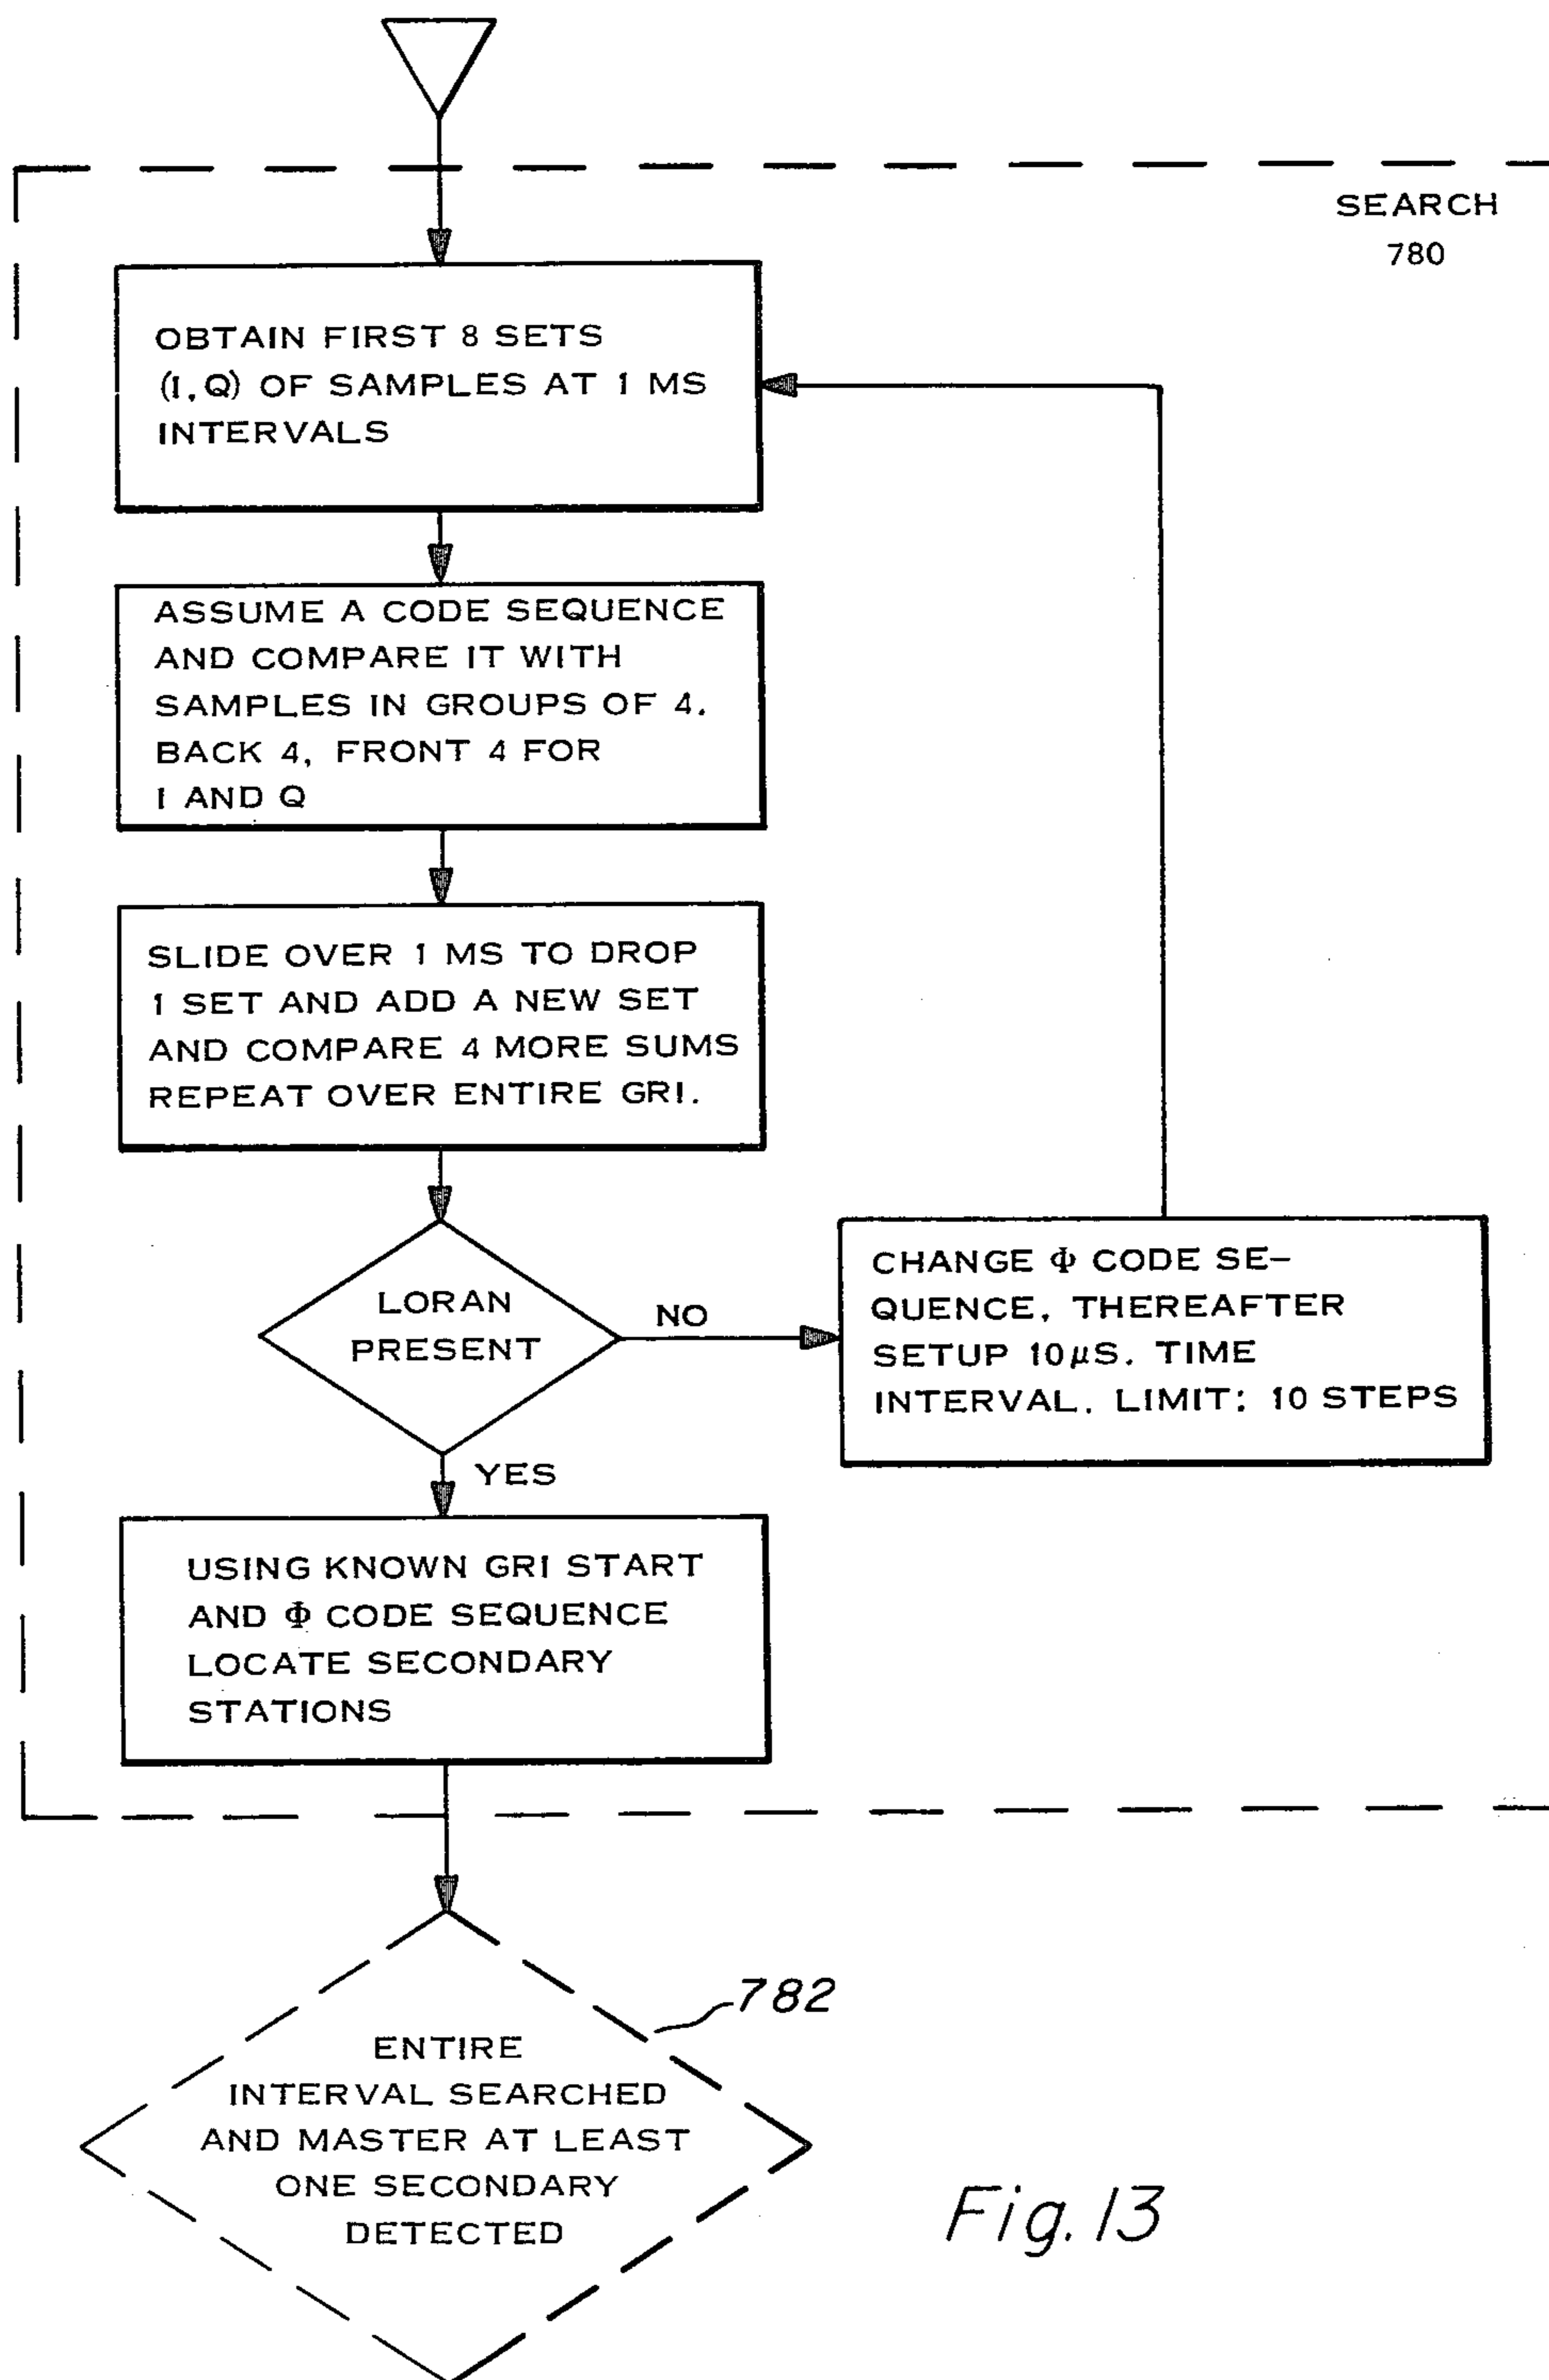 SEARCH
780
OBTAIN FIRST 8 SETS
(I,Q) OF SAMPLES AT 1 MS
INTERVALS
ASSUME A CODE SEQUENCE
AND COMPARE IT WITH
SAMPLES IN GROUPS OF 4.
BACK 4, FRONT 4 FOR
I AND Q
SLIDE OVER 1 MS TO DROP
1 SET AND ADD A NEW SET
AND COMPARE 4 MORE SUMS
REPEAT OVER ENTIRE GRI.
LORAN
PRESENT
NO
CHANGE Φ CODE SE-
QUENCE, THEREAFTER
SETUP 10μS. TIME
INTERVAL. LIMIT: 10 STEPS
YES
USING KNOWN GRI START
AND Φ CODE SEQUENCE
LOCATE SECONDARY
STATIONS
782
ENTIRE
INTERVAL SEARCHED
AND MASTER AT LEAST
ONE SECONDARY
DETECTED
Fig. 13